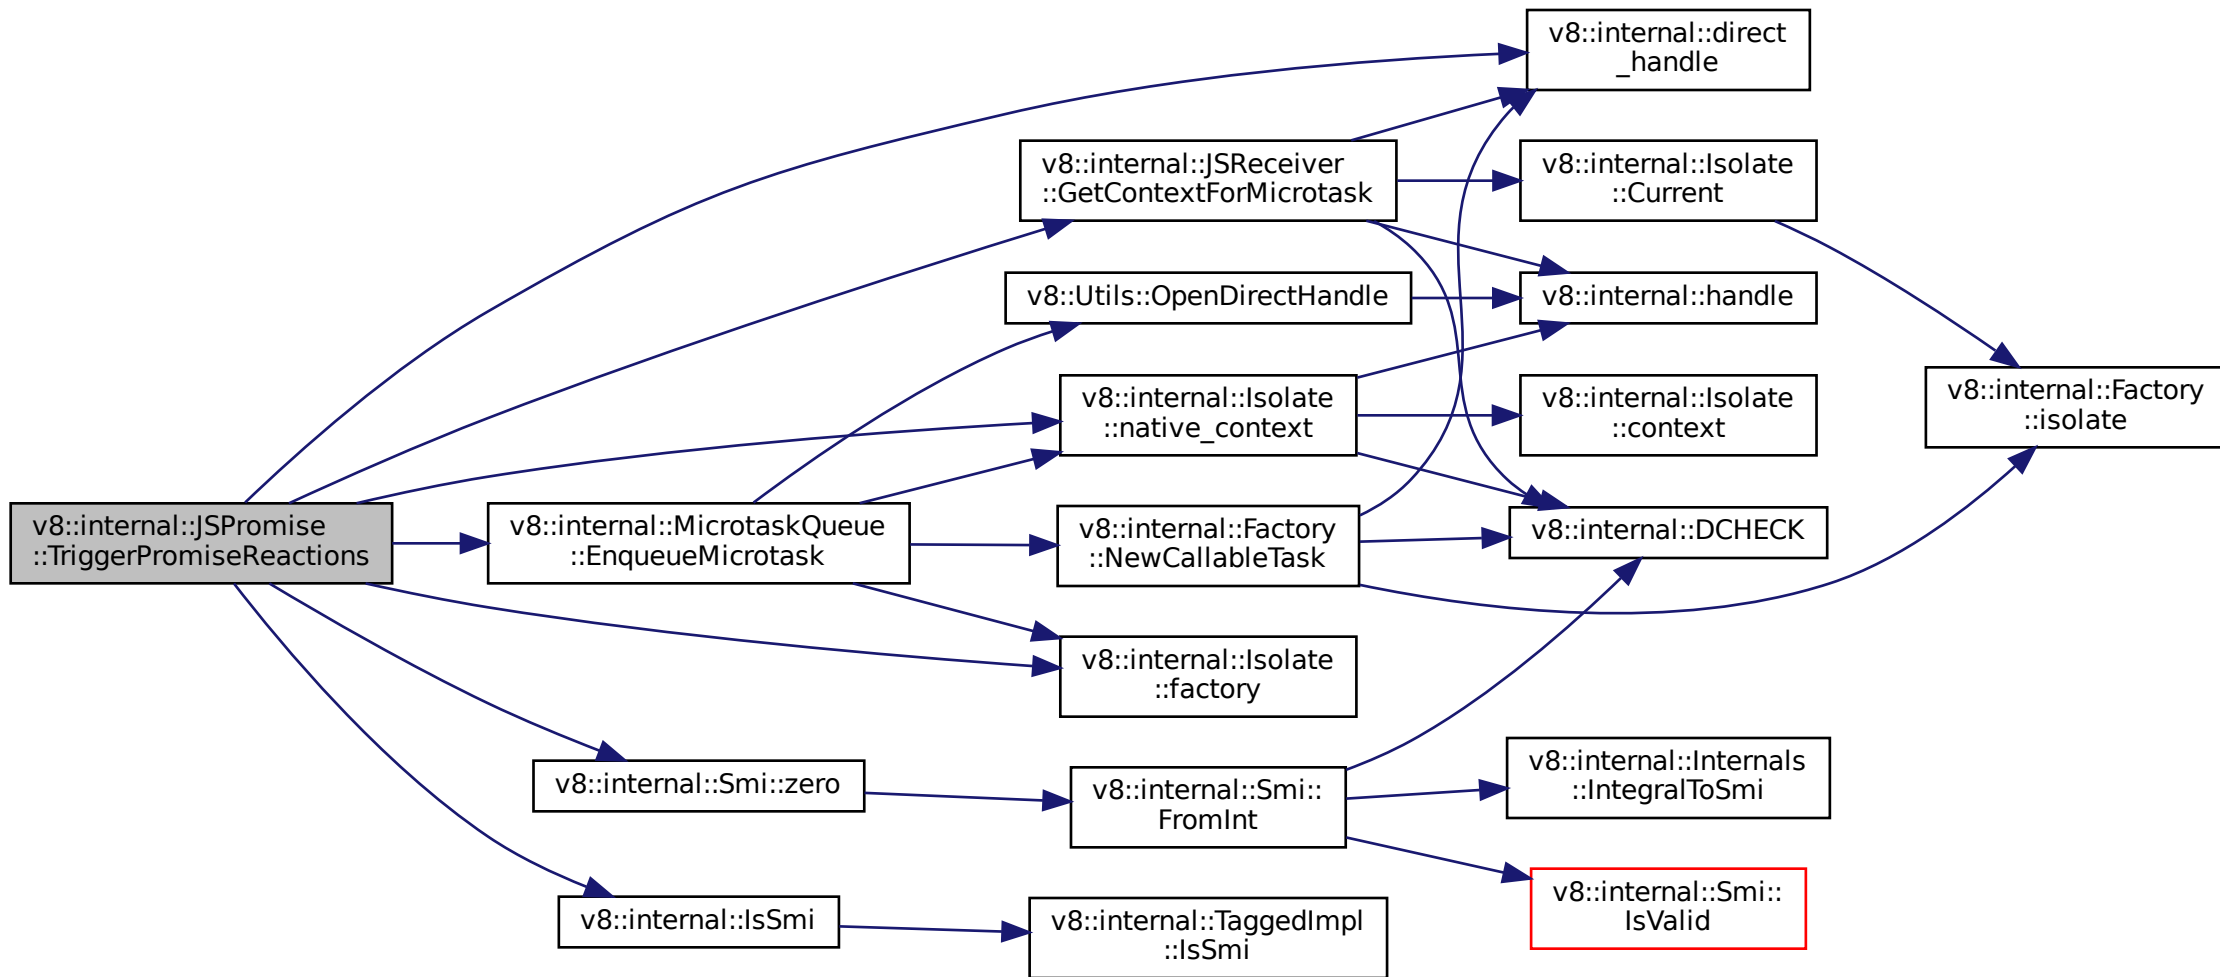 v8::internal::JSPromise
::TriggerPromiseReactions
v8::internal::direct
_handle
v8::internal::JSReceiver
::GetContextForMicrotask
v8::internal::Isolate
::Current
v8::Utils::OpenDirectHandle
v8::internal::handle
v8::internal::Isolate
::native_context
v8::internal::Isolate
::context
v8::internal::Factory
::isolate
v8::internal::MicrotaskQueue
::EnqueueMicrotask
v8::internal::Factory
::NewCallableTask
v8::internal::DCHECK
v8::internal::Isolate
::factory
v8::internal::Smi::zero
v8::internal::Smi::
FromInt
v8::internal::Internals
::IntegralToSmi
v8::internal::Smi::
IsValid
v8::internal::IsSmi
v8::internal::TaggedImpl
::IsSmi